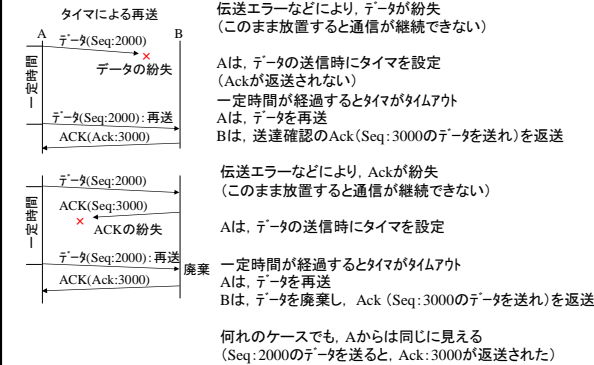 タイマによる再送
A
B
データ(Seq:2000)
×
データの紛失
一定時間
データ(Seq:2000):再送
ACK(Ack:3000)
伝送エラーなどにより,データが紛失
(このまま放置すると通信が継続できない)
Aは,データの送信時にタイマを設定
(Ackが返送されない)
一定時間が経過するとタイマがタイムアウト
Aは,データを再送
Bは,送達確認のAck(Seq:3000のデータを送れ)を返送
データ(Seq:2000)
ACK(Seq:3000)
×
ACKの紛失
一定時間
データ(Seq:2000):再送
廃棄
ACK(Ack:3000)
伝送エラーなどにより,Ackが紛失
(このまま放置すると通信が継続できない)
Aは,データの送信時にタイマを設定
一定時間が経過するとタイマがタイムアウト
Aは,データを再送
Bは,データを廃棄し, Ack (Seq:3000のデータを送れ)を返送
何れのケースでも,Aからは同じに見える
(Seq:2000のデータを送ると,Ack:3000が返送された)